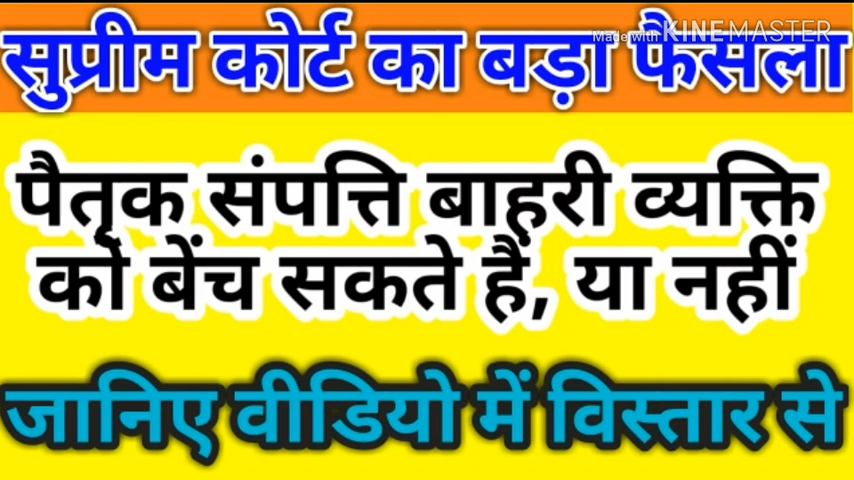 Made with KINEMASTER
सुप्रीम कोर्ट का बड़ा फैसला
पैतृक संपत्ति बाहरी व्यक्ति
को बेंच सकते हैं, या नहीं
जानिए वीडियो में विस्तार से